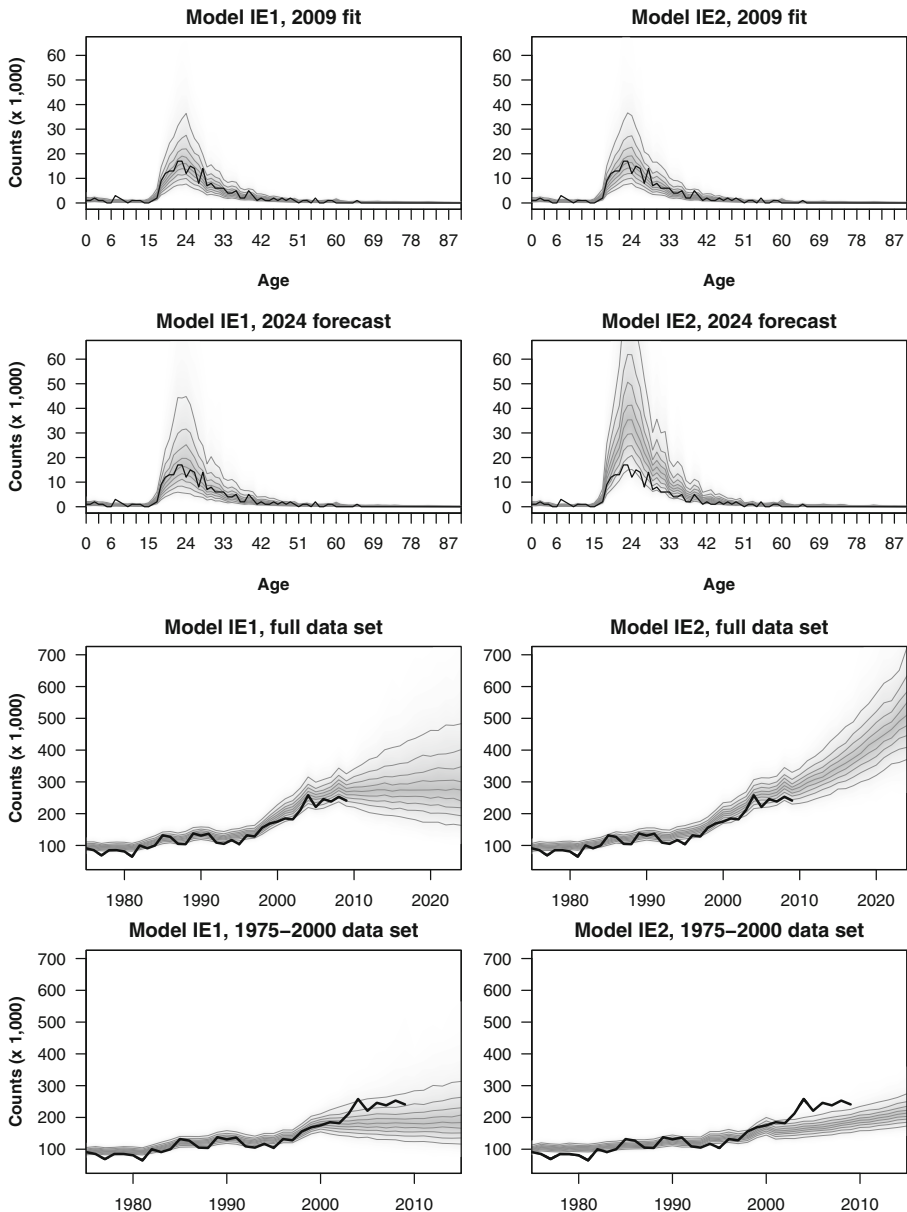 Model IE1, 2009 fit
Counts (x 1,000)
60
50
40
30
20
10
0
0 6 15 24 33 42 51 60 69 78 87
Age
Model IE2, 2009 fit
60
50
40
30
20
10
0
0 6 15 24 33 42 51 60 69 78 87
Age
Model IE1, 2024 forecast
Counts (x 1,000)
60
50
40
30
20
10
0
0 6 15 24 33 42 51 60 69 78 87
Age
Model IE2, 2024 forecast
60
50
40
30
20
10
0
0 6 15 24 33 42 51 60 69 78 87
Age
Model IE1, full data set
Counts (x 1,000)
700
600
500
400
300
200
100
1980 1990 2000 2010 2020
Model IE2, full data set
700
600
500
400
300
200
100
1980 1990 2000 2010 2020
Model IE1, 1975−2000 data set
Counts (x 1,000)
700
600
500
400
300
200
100
1980 1990 2000 2010
Model IE2, 1975−2000 data set
700
600
500
400
300
200
100
1980 1990 2000 2010